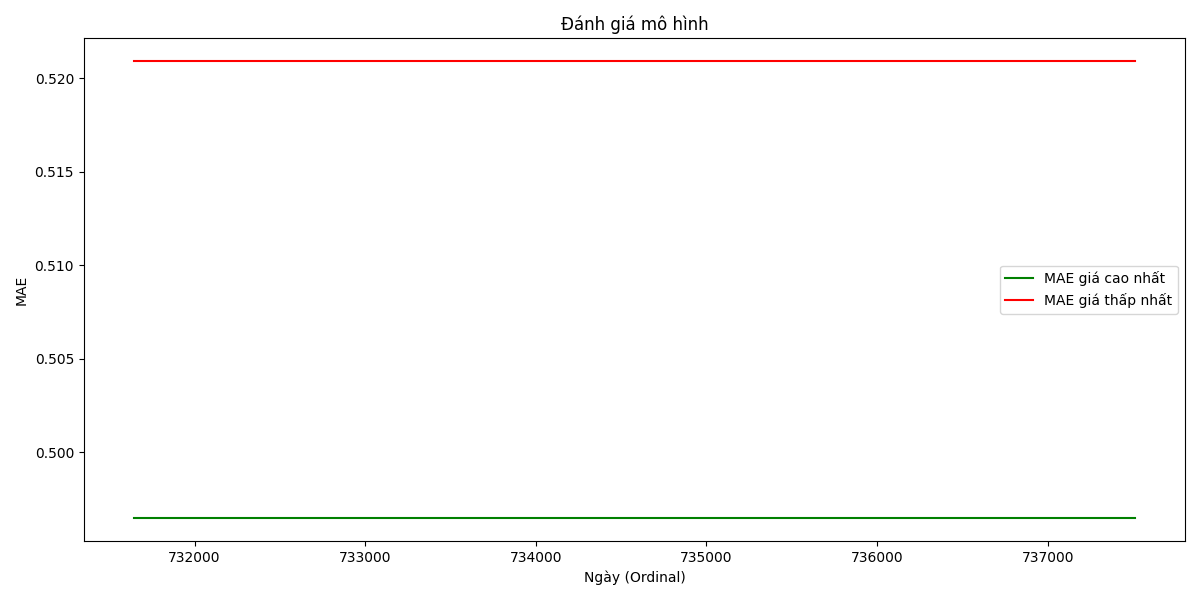 Đánh giá mô hình
MAE
0.520
0.515
0.510
0.505
0.500
MAE giá cao nhất
MAE giá thấp nhất
732000 733000 734000 735000 736000 737000
Ngày (Ordinal)